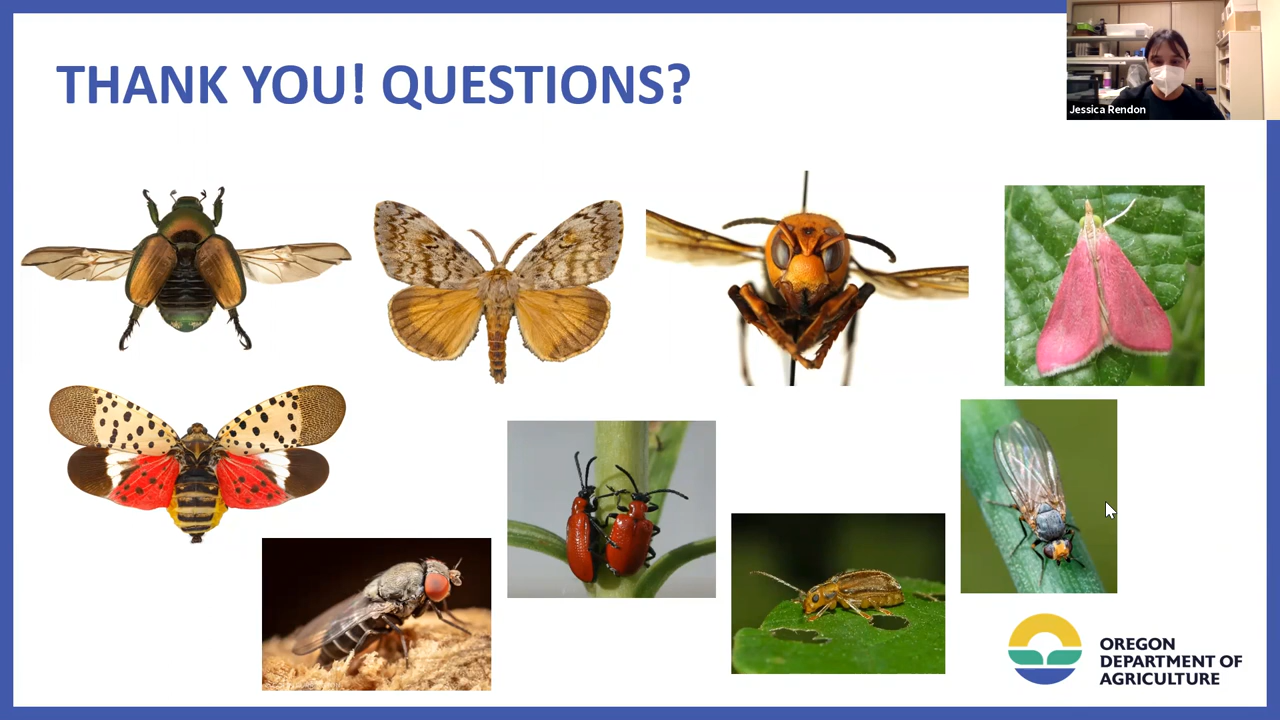 THANK YOU! QUESTIONS?
Jessica Rendon
OREGON
DEPARTMENT OF
AGRICULTURE